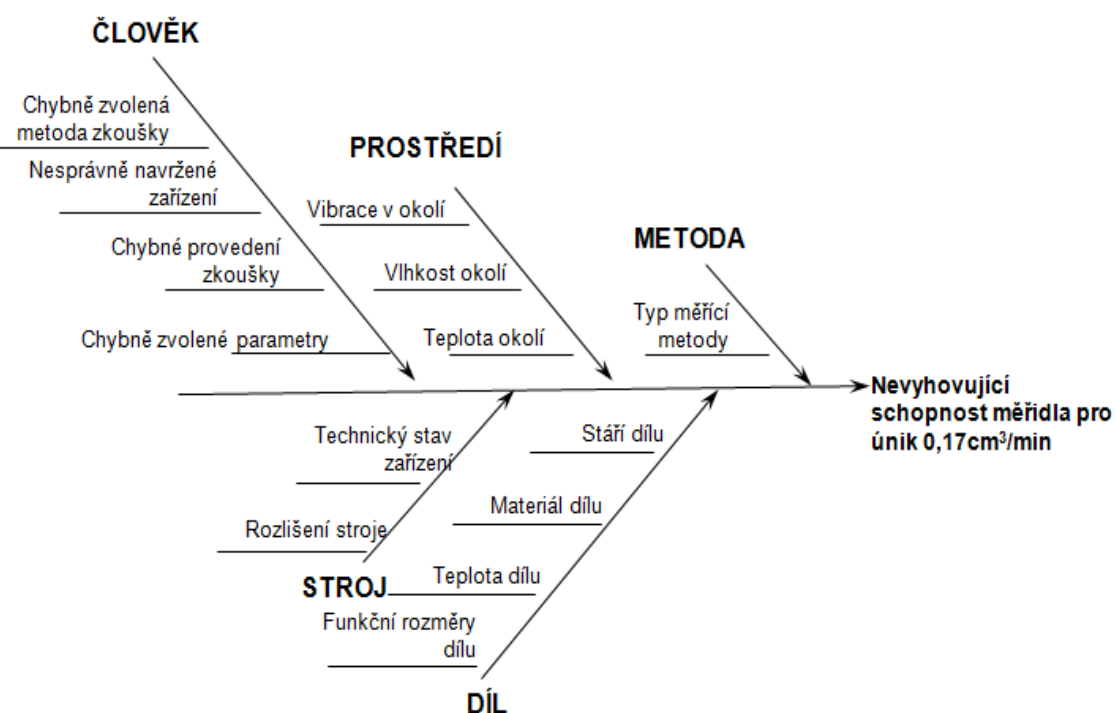 ČLOVĚK
Chybně zvolená
metoda zkoušky
Nesprávně navržené
zařízení
Chybné provedení
zkoušky
Chybně zvolené parametry
PROSTŘEDÍ
Vibrace v okolí
Vlhkost okolí
Teplota okolí
METODA
Typ měřící
metody
Nevyhovující
schopnost měřidla pro
únik 0,17cm³/min
Technický stav
zařízení
Rozlišení stroje
STROJ
Stáří dílu
Materiál dílu
Teplota dílu
Funkční rozměry
dílu
DÍL